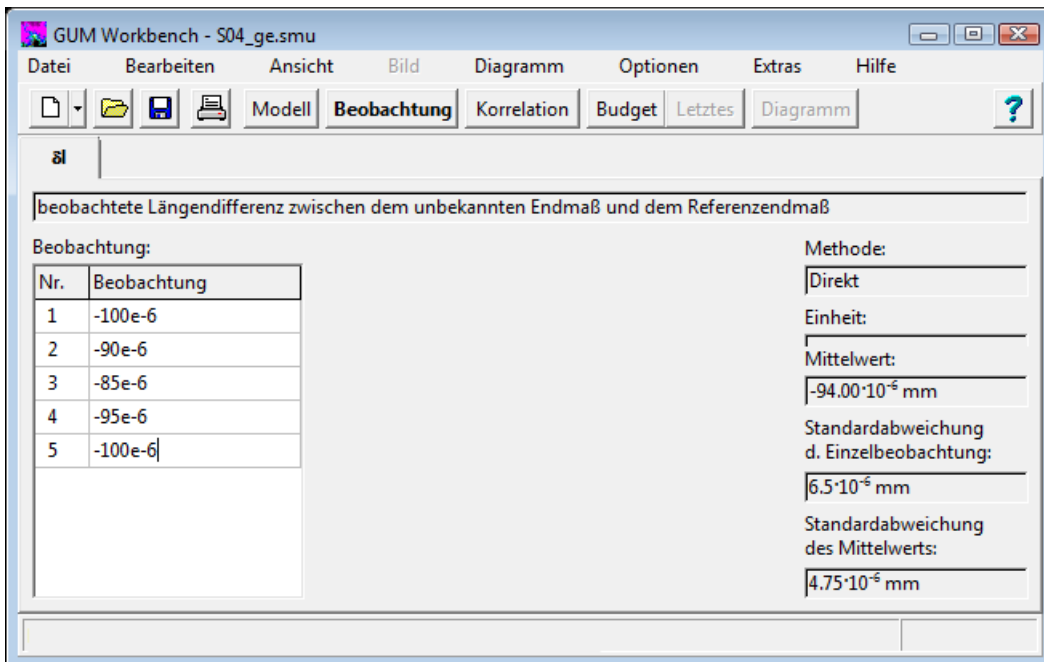 GUM Workbench - S04_ge.smu
Datei Bearbeiten Ansicht Bild Diagramm Optionen Extras Hilfe
Modell Beobachtung Korrelation Budget Letztes Diagramm ?
δl
beobachtete Längendifferenz zwischen dem unbekannten Endmaß und dem Referenzendmaß
Beobachtung:
Nr. Beobachtung
1 -100e-6
2 -90e-6
3 -85e-6
4 -95e-6
5 -100e-6
Methode:
Direkt
Einheit:
Mittelwert:
-94.00·10⁻⁶ mm
Standardabweichung
d. Einzelbeobachtung:
6.5·10⁻⁶ mm
Standardabweichung
des Mittelwerts:
4.75·10⁻⁶ mm